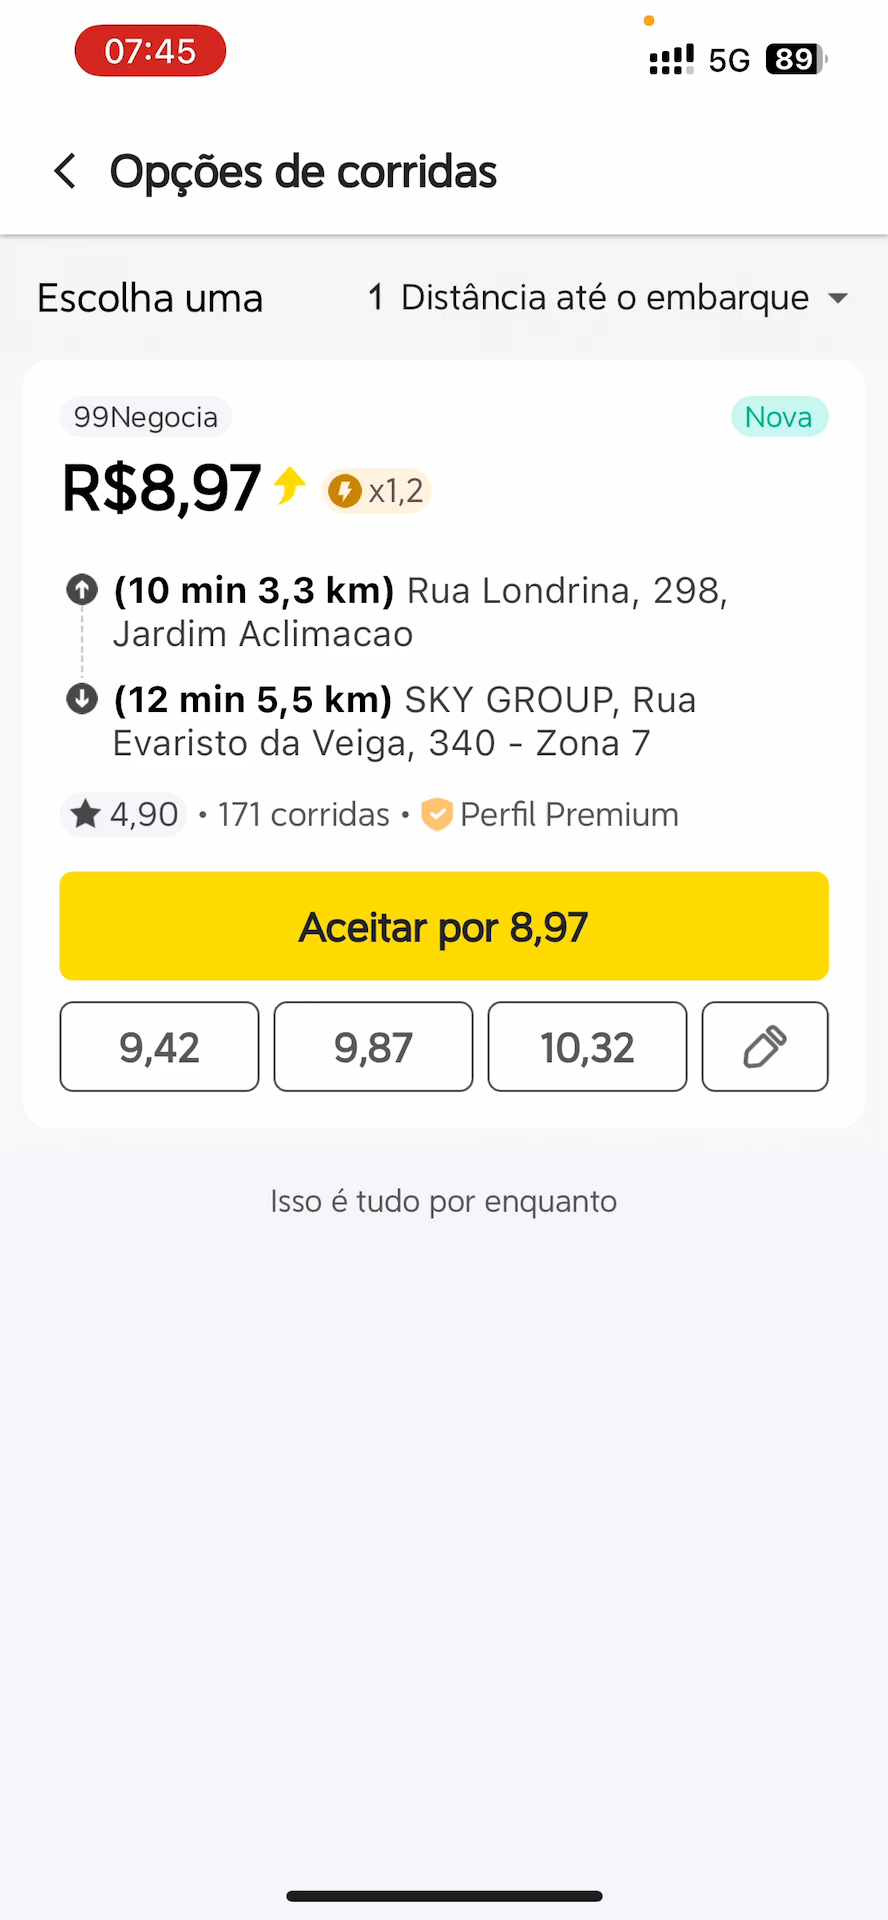 07:45
5G 89
Opções de corridas
Escolha uma
1 Distância até o embarque
99Negocia
Nova
R$8,97 x1,2
(10 min 3,3 km) Rua Londrina, 298,
Jardim Aclimacao
(12 min 5,5 km) SKY GROUP, Rua
Evaristo da Veiga, 340 - Zona 7
4,90 • 171 corridas • Perfil Premium
Aceitar por 8,97
9,42 9,87 10,32
Isso é tudo por enquanto